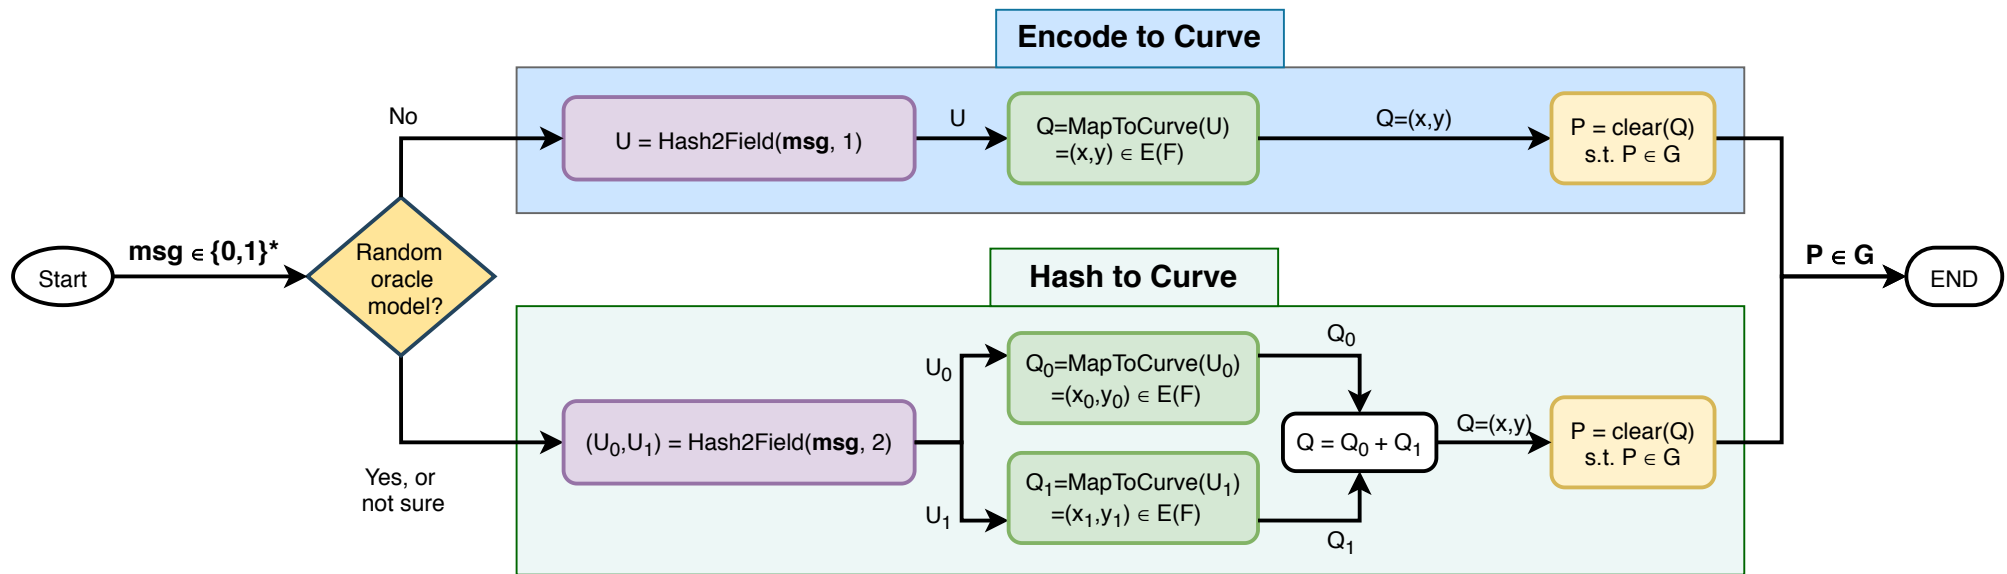 Encode to Curve
No
U = Hash2Field(msg, 1)
U
Q=MapToCurve(U)
=(x,y) ∈ E(F)
Q=(x,y)
P = clear(Q)
s.t. P ∈ G
Start
msg ∈ {0,1}*
Random
oracle
model?
P ∈ G
END
Hash to Curve
Yes, or
not sure
(U₀,U₁) = Hash2Field(msg, 2)
U₀
Q₀=MapToCurve(U₀)
=(x₀,y₀) ∈ E(F)
Q₀
U₁
Q₁=MapToCurve(U₁)
=(x₁,y₁) ∈ E(F)
Q₁
Q = Q₀ + Q₁
Q=(x,y)
P = clear(Q)
s.t. P ∈ G